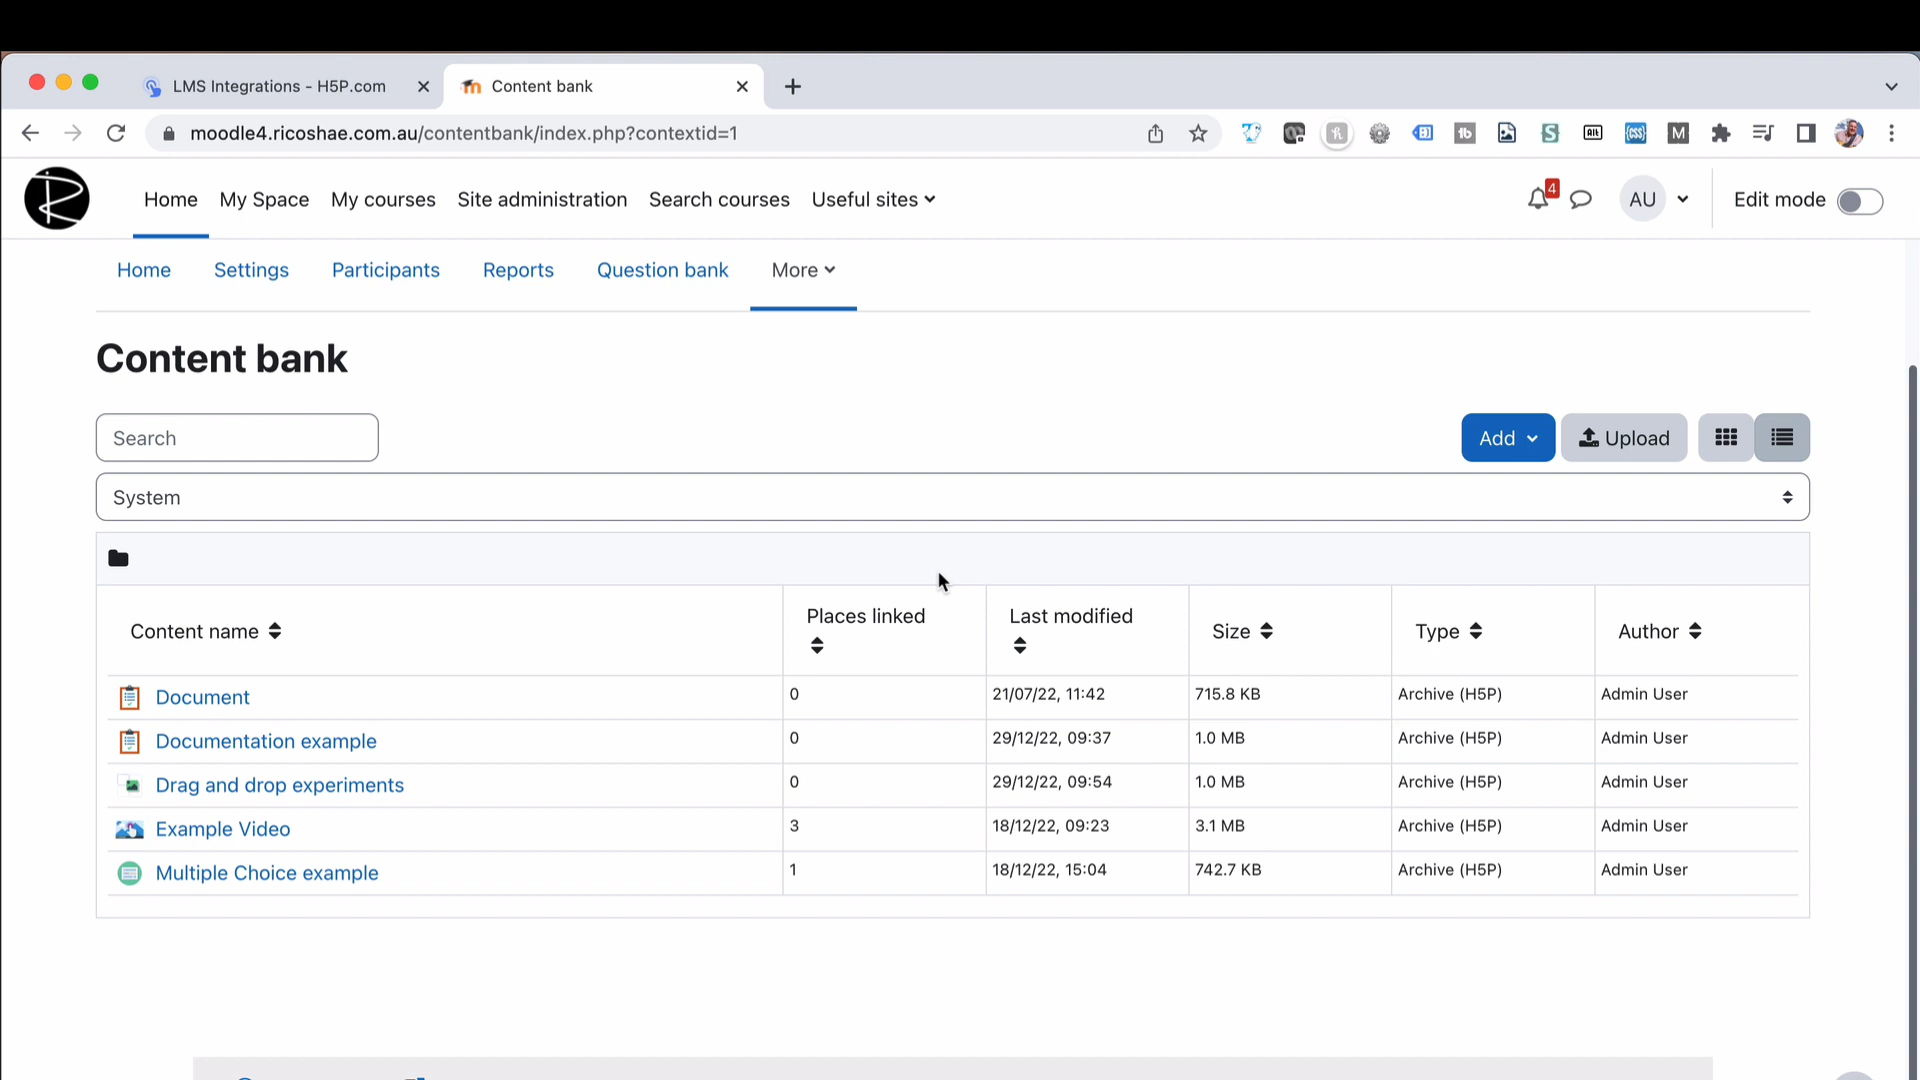 LMS Integrations - H5P.com
Content bank
moodle4.ricoshae.com.au/contentbank/index.php?contextid=1
Home My Space My courses Site administration Search courses Useful sites
4
AU
Edit mode
Home Settings Participants Reports Question bank More
Content bank
Search
Add
Upload
System
Content name Places linked Last modified Size Type Author
Document 0 21/07/22, 11:42 715.8 KB Archive (H5P) Admin User
Documentation example 0 29/12/22, 09:37 1.0 MB Archive (H5P) Admin User
Drag and drop experiments 0 29/12/22, 09:54 1.0 MB Archive (H5P) Admin User
Example Video 3 18/12/22, 09:23 3.1 MB Archive (H5P) Admin User
Multiple Choice example 1 18/12/22, 15:04 742.7 KB Archive (H5P) Admin User